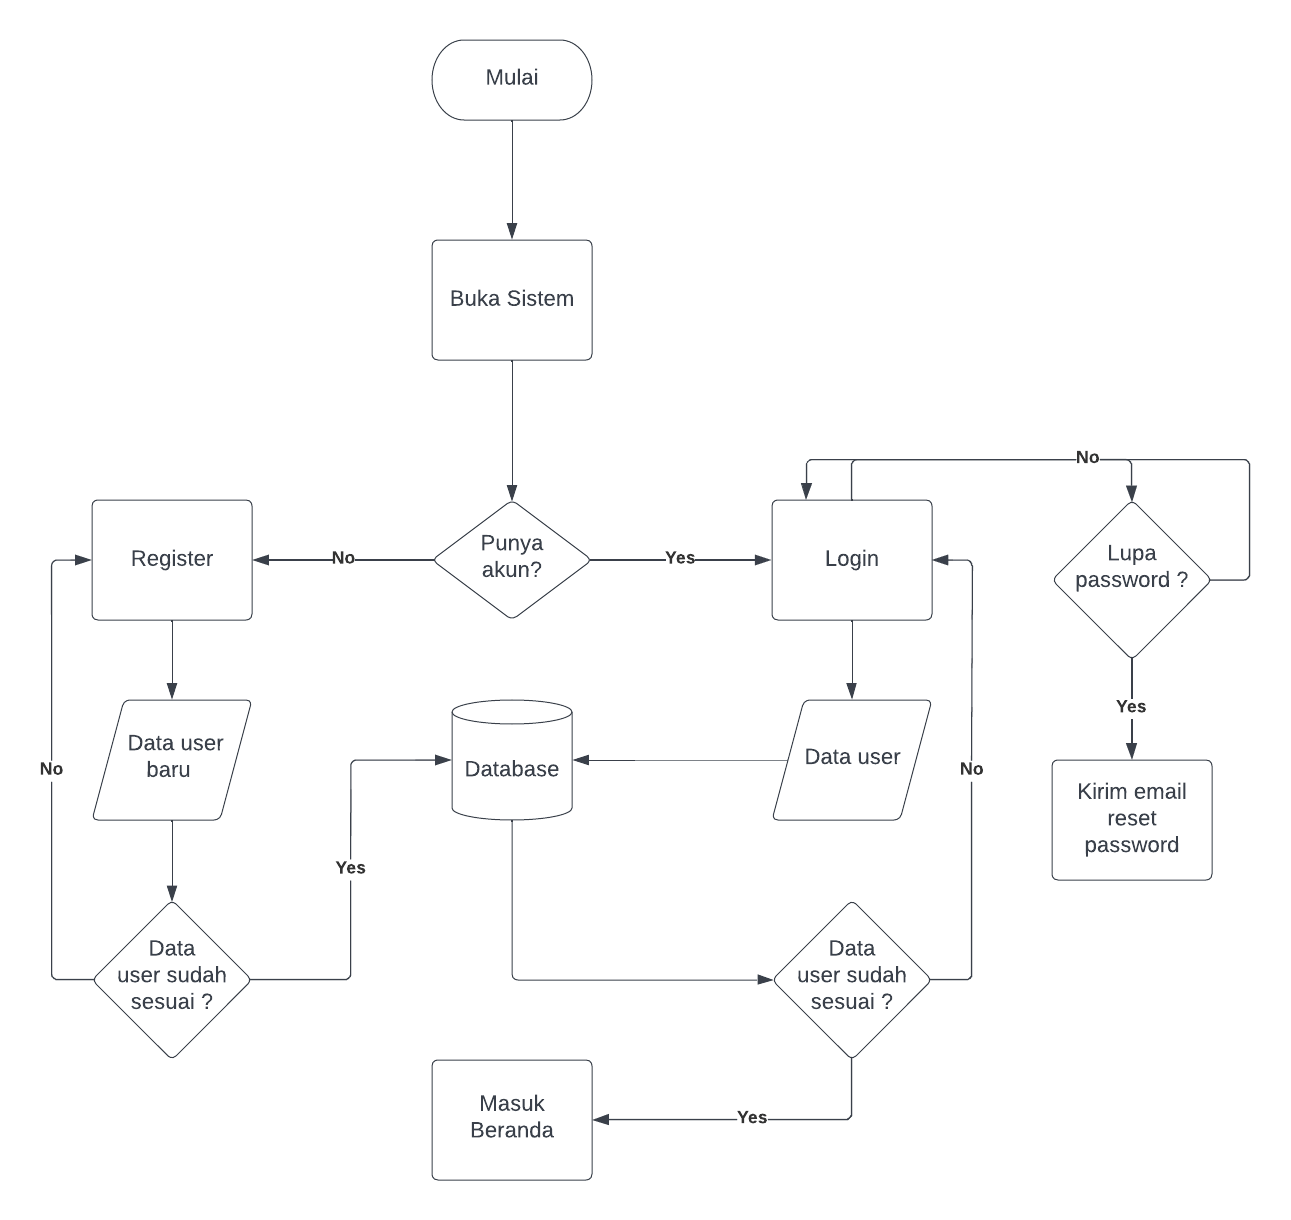 Mulai
Buka Sistem
No
Register
No
Punya
akun?
Yes
Login
Lupa
password ?
Data user
baru
Database
Data user
Yes
No
No
Kirim email
reset
password
Yes
Data
user sudah
sesuai ?
Data
user sudah
sesuai ?
Masuk
Beranda
Yes